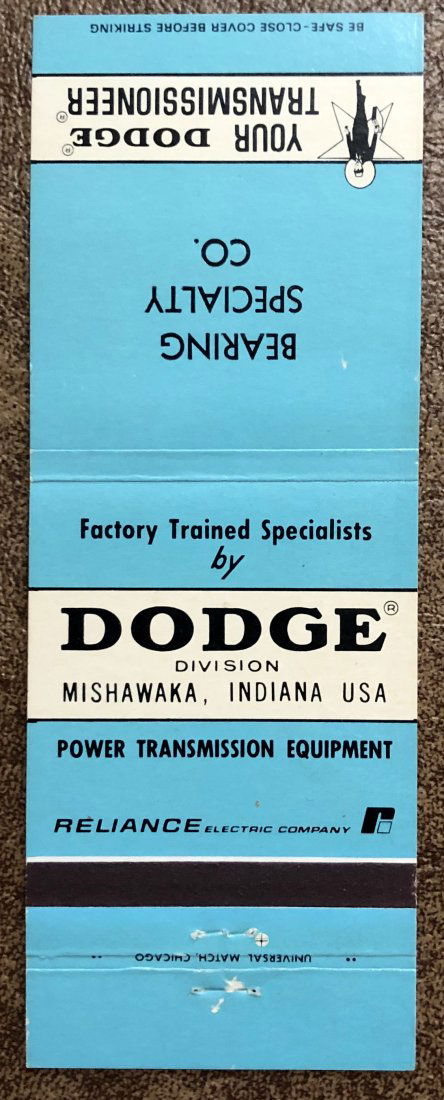 BE SAFE-CLOSE COVER BEFORE STRIKING
YOUR DODGE®
TRANSMISSIONEER®
BEARING
SPECIALTY
CO.
Factory Trained Specialists
by
DODGE®
DIVISION
MISHAWAKA, INDIANA USA
POWER TRANSMISSION EQUIPMENT
RELIANCE ELECTRIC COMPANY
UNIVERSAL MATCH, CHICAGO